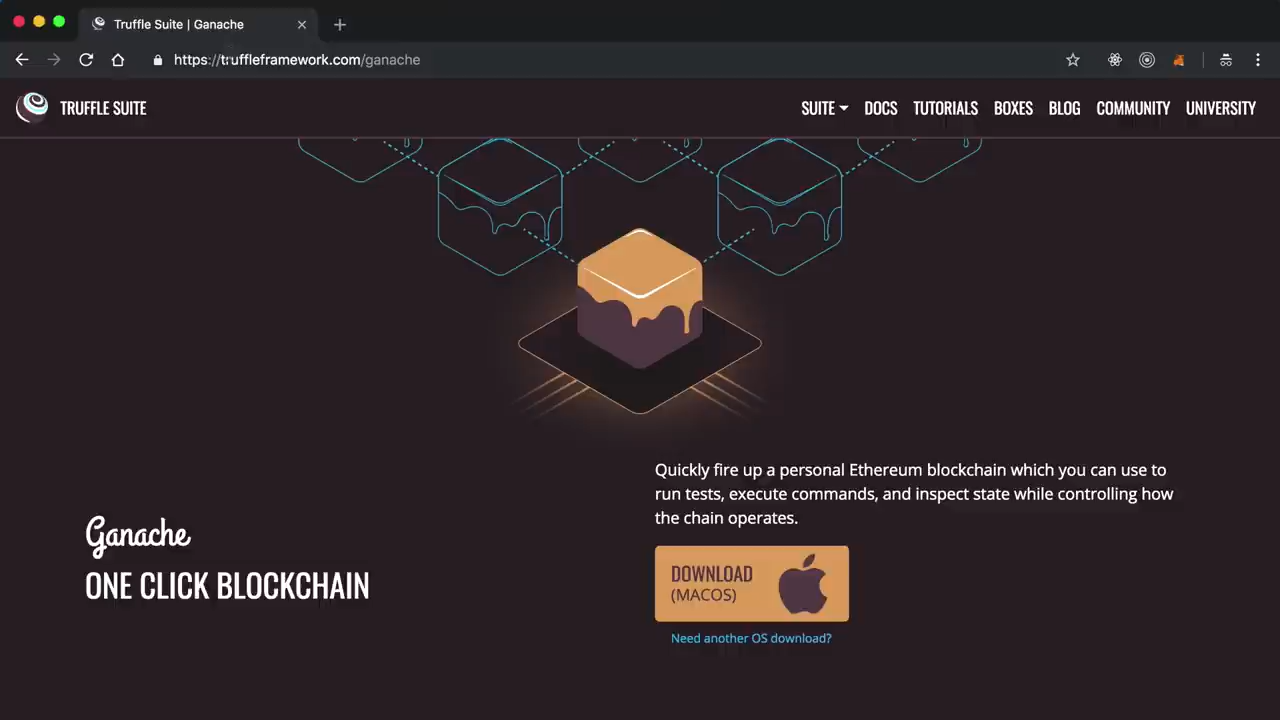 Truffle Suite | Ganache
https://truffleframework.com/ganache
TRUFFLE SUITE
SUITE
DOCS
TUTORIALS
BOXES
BLOG
COMMUNITY
UNIVERSITY
Quickly fire up a personal Ethereum blockchain which you can use to
run tests, execute commands, and inspect state while controlling how
the chain operates.
Ganache
ONE CLICK BLOCKCHAIN
DOWNLOAD
(MACOS)
Need another OS download?